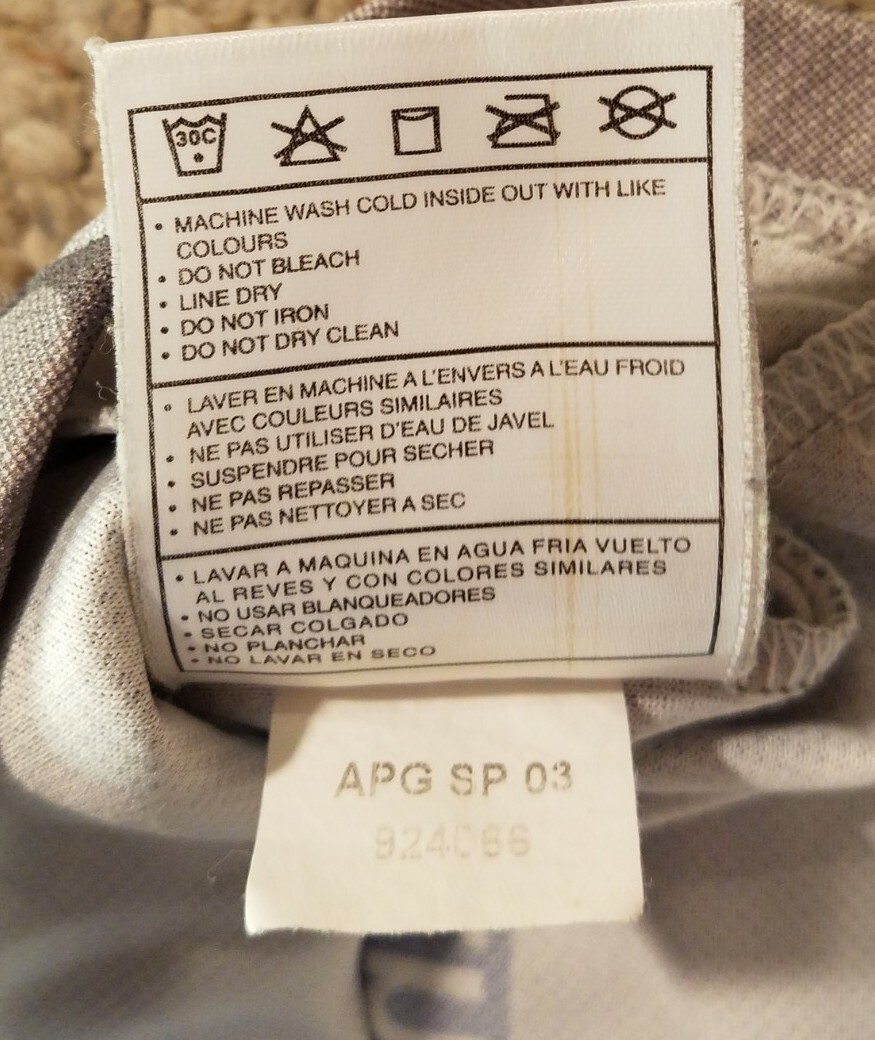 30C
• MACHINE WASH COLD INSIDE OUT WITH LIKE
COLOURS
• DO NOT BLEACH
• LINE DRY
• DO NOT IRON
• DO NOT DRY CLEAN
• LAVER EN MACHINE A L'ENVERS A L'EAU FROID
AVEC COULEURS SIMILAIRES
• NE PAS UTILISER D'EAU DE JAVEL
• SUSPENDRE POUR SECHER
• NE PAS REPASSER
• NE PAS NETTOYER A SEC
• LAVAR A MAQUINA EN AGUA FRIA VUELTO
AL REVES Y CON COLORES SIMILARES
• NO USAR BLANQUEADORES
• SECAR COLGADO
• NO PLANCHAR
• NO LAVAR EN SECO
APG SP 03